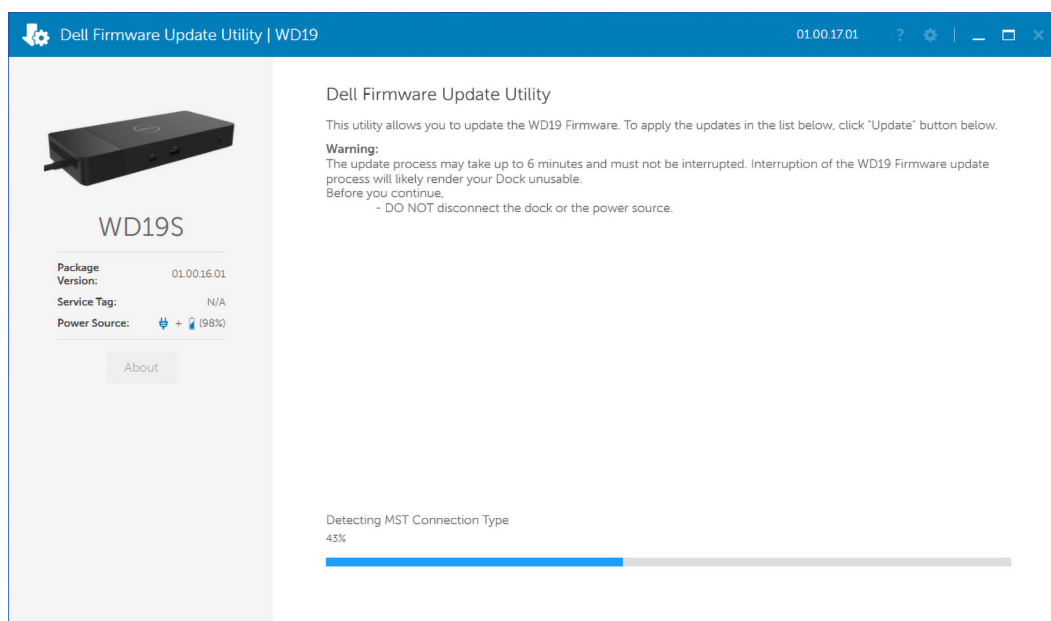 Dell Firmware Update Utility | WD19
01.00.17.01
?
WD19S
Package
Version:
01.00.16.01
Service Tag: N/A
Power Source: + (98%)
About
Dell Firmware Update Utility
This utility allows you to update the WD19 Firmware. To apply the updates in the list below, click "Update" button below.
Warning:
The update process may take up to 6 minutes and must not be interrupted. Interruption of the WD19 Firmware update
process will likely render your Dock unusable.
Before you continue,
- DO NOT disconnect the dock or the power source.
Detecting MST Connection Type
43%